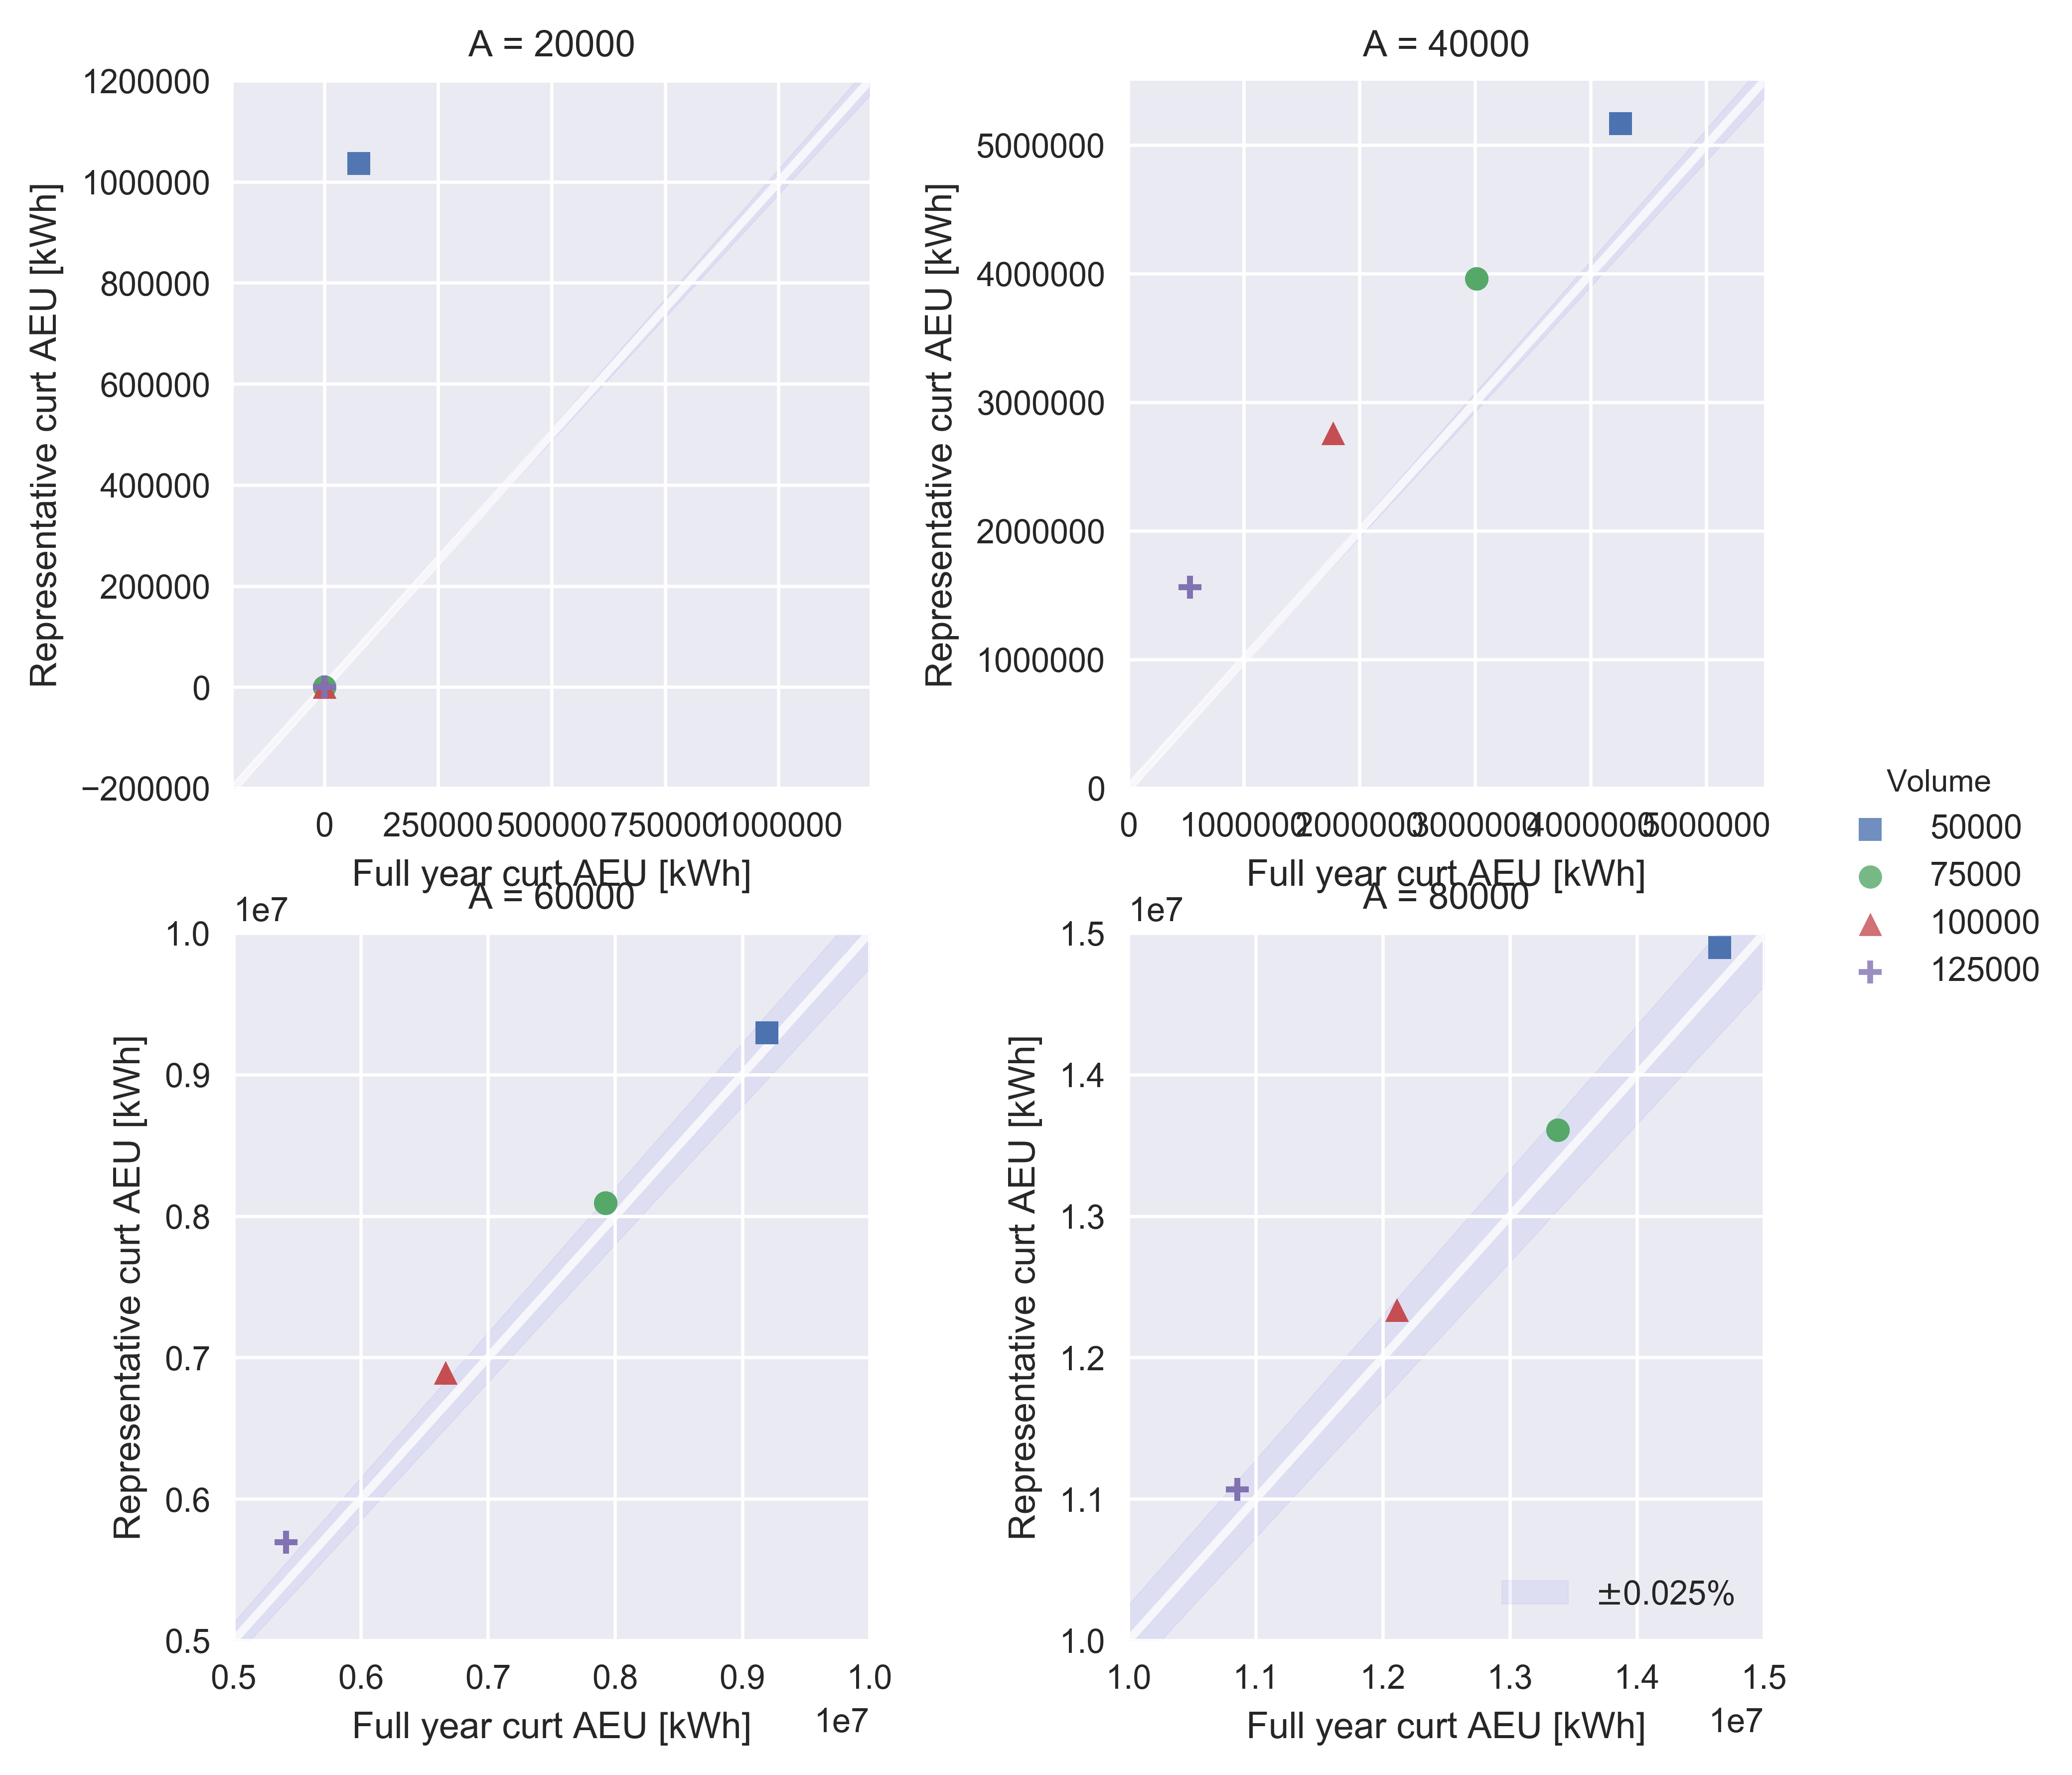 A = 20000
1200000
1000000
800000
600000
400000
200000
0
−200000
Representative curt AEU [kWh]
0 250000 500000 750000 1000000
Full year curt AEU [kWh]
A = 40000
5000000
4000000
3000000
2000000
1000000
0
Representative curt AEU [kWh]
0 1000000 2000000 3000000 4000000 5000000
Full year curt AEU [kWh]
Volume
50000
75000
100000
125000
A = 60000
1e7
1.0
0.9
0.8
0.7
0.6
0.5
Representative curt AEU [kWh]
0.5 0.6 0.7 0.8 0.9 1.0
Full year curt AEU [kWh]
1e7
A = 80000
1e7
1.5
1.4
1.3
1.2
1.1
1.0
Representative curt AEU [kWh]
±0.025%
1.0 1.1 1.2 1.3 1.4 1.5
Full year curt AEU [kWh]
1e7